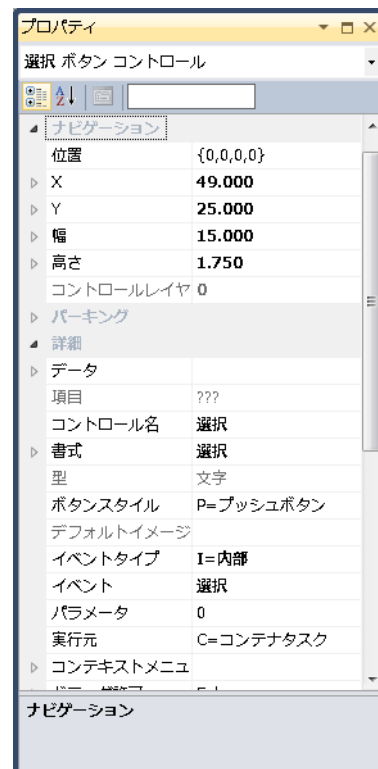 プロパティ
選択 ボタン コントロール
ナビゲーション
位置 {0,0,0,0}
X 49.000
Y 25.000
幅 15.000
高さ 1.750
コントロールレイヤ 0
パーキング
詳細
データ
項目 ???
コントロール名 選択
書式 選択
型 文字
ボタンスタイル P=プッシュボタン
デフォルトイメージ
イベントタイプ I=内部
イベント 選択
パラメータ 0
実行元 C=コンテナタスク
コンテキストメニュ
ナビゲーション